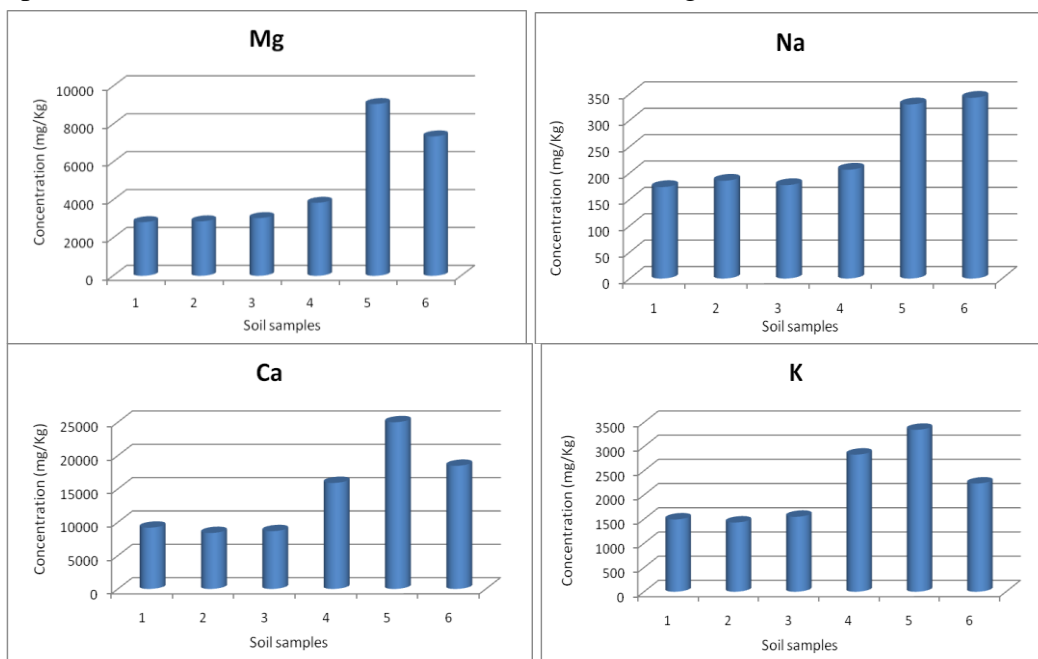 Mg
Concentration (mg/Kg)
10000
8000
6000
4000
2000
0
1 2 3 4 5 6
Soil samples
Na
Concentration (mg/Kg)
350
300
250
200
150
100
50
0
1 2 3 4 5 6
Soil samples
Ca
Concentration (mg/Kg)
25000
20000
15000
10000
5000
0
1 2 3 4 5 6
Soil samples
K
Concentration (mg/Kg)
3500
3000
2500
2000
1500
1000
500
0
1 2 3 4 5 6
Soil samples